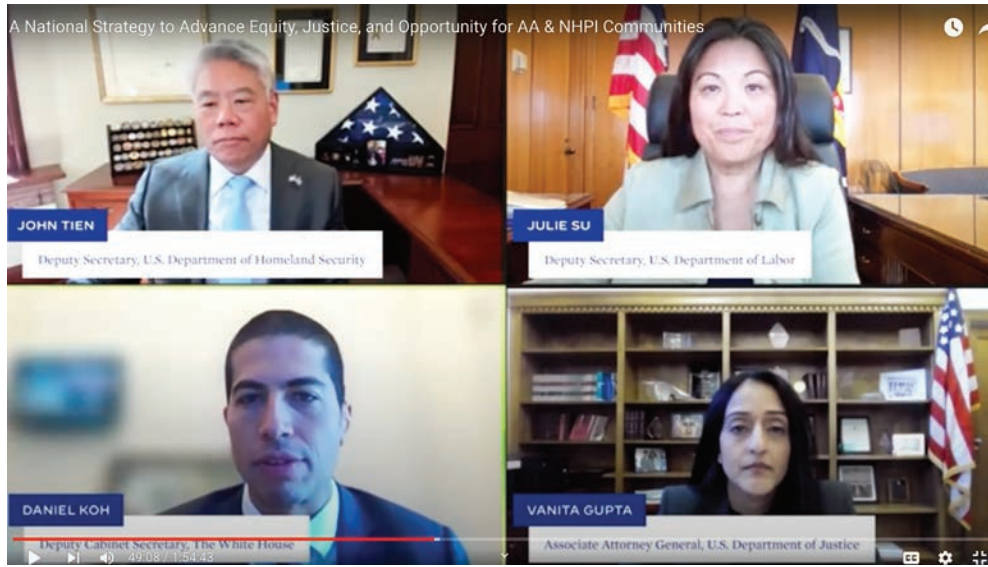 A National Strategy to Advance Equity, Justice, and Opportunity for AA & NHPI Communities
JOHN TIEN
Deputy Secretary, U.S. Department of Homeland Security
JULIE SU
Deputy Secretary, U.S. Department of Labor
DANIEL KOH
Deputy Cabinet Secretary, The White House
VANITA GUPTA
Associate Attorney General, U.S. Department of Justice
49:08 / 1:54:43
CC